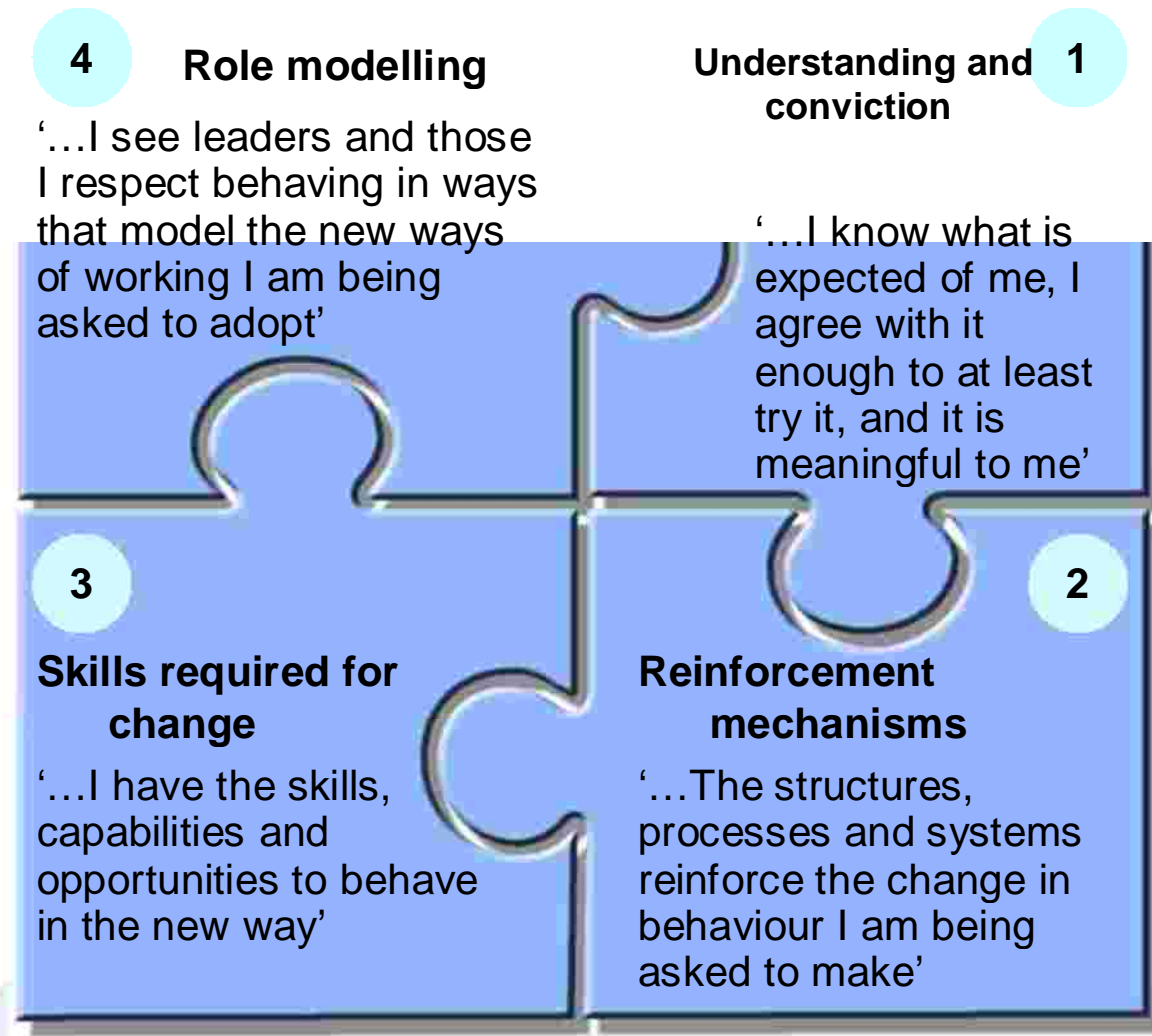 4
Role modelling
‘…I see leaders and those
I respect behaving in ways
that model the new ways
of working I am being
asked to adopt’
Understanding and
conviction
1
‘…I know what is
expected of me, I
agree with it
enough to at least
try it, and it is
meaningful to me’
3
Skills required for
change
‘…I have the skills,
capabilities and
opportunities to behave
in the new way’
2
Reinforcement
mechanisms
‘…The structures,
processes and systems
reinforce the change in
behaviour I am being
asked to make’